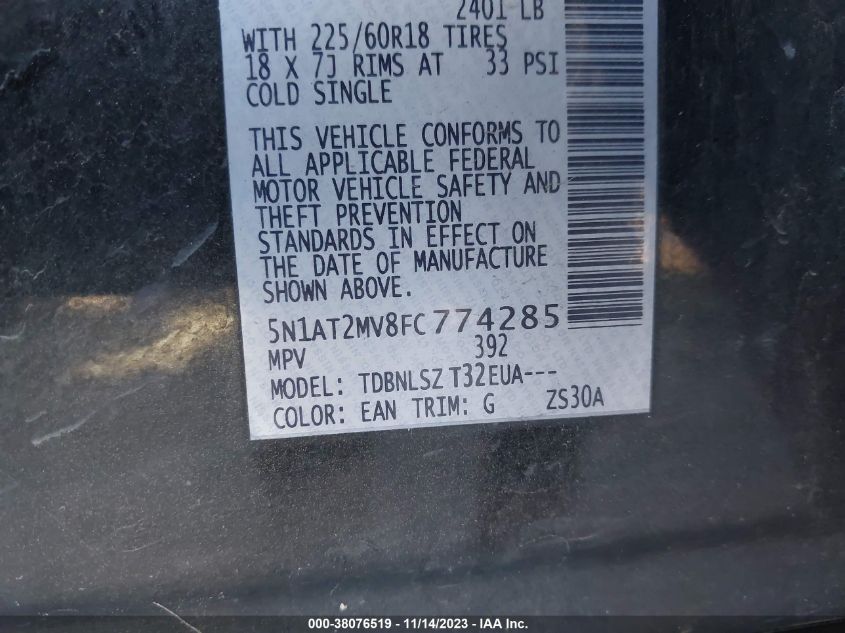 2401 LB
WITH 225/60R18 TIRES
18 X 7J RIMS AT 33 PSI
COLD SINGLE
THIS VEHICLE CONFORMS TO
ALL APPLICABLE FEDERAL
MOTOR VEHICLE SAFETY AND
THEFT PREVENTION
STANDARDS IN EFFECT ON
THE DATE OF MANUFACTURE
SHOWN ABOVE.
5N1AT2MV8FC774285
MPV 392
MODEL: TDBNLSZ T32EUA---
COLOR: EAN TRIM: G ZS30A
000-38076519 - 11/14/2023 - IAA Inc.